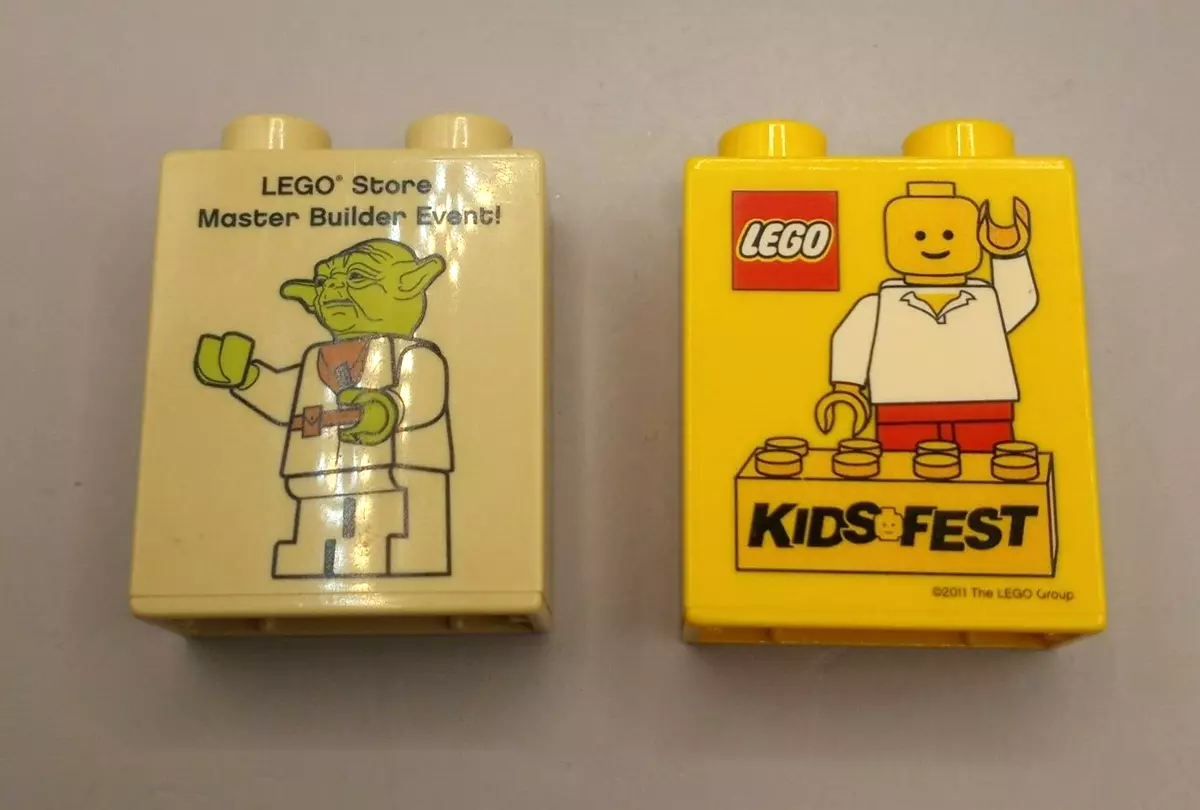 LEGO® Store
Master Builder Event!
LEGO
KIDS FEST
©2011 The LEGO Group